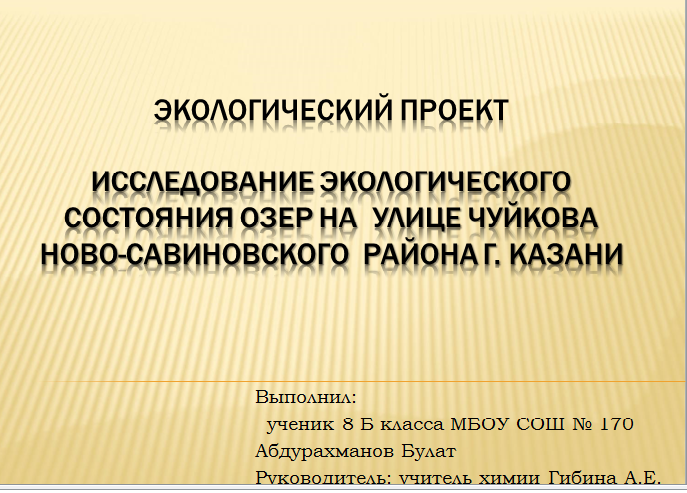 ЭКОЛОГИЧЕСКИЙ ПРОЕКТ
ИССЛЕДОВАНИЕ ЭКОЛОГИЧЕСКОГО
СОСТОЯНИЯ ОЗЕР НА УЛИЦЕ ЧУЙКОВА
НОВО-САВИНОВСКОГО РАЙОНА Г. КАЗАНИ
Выполнил:
ученик 8 Б класса МБОУ СОШ № 170
Абдурахманов Булат
Руководитель: учитель химии Гибина А.Е.